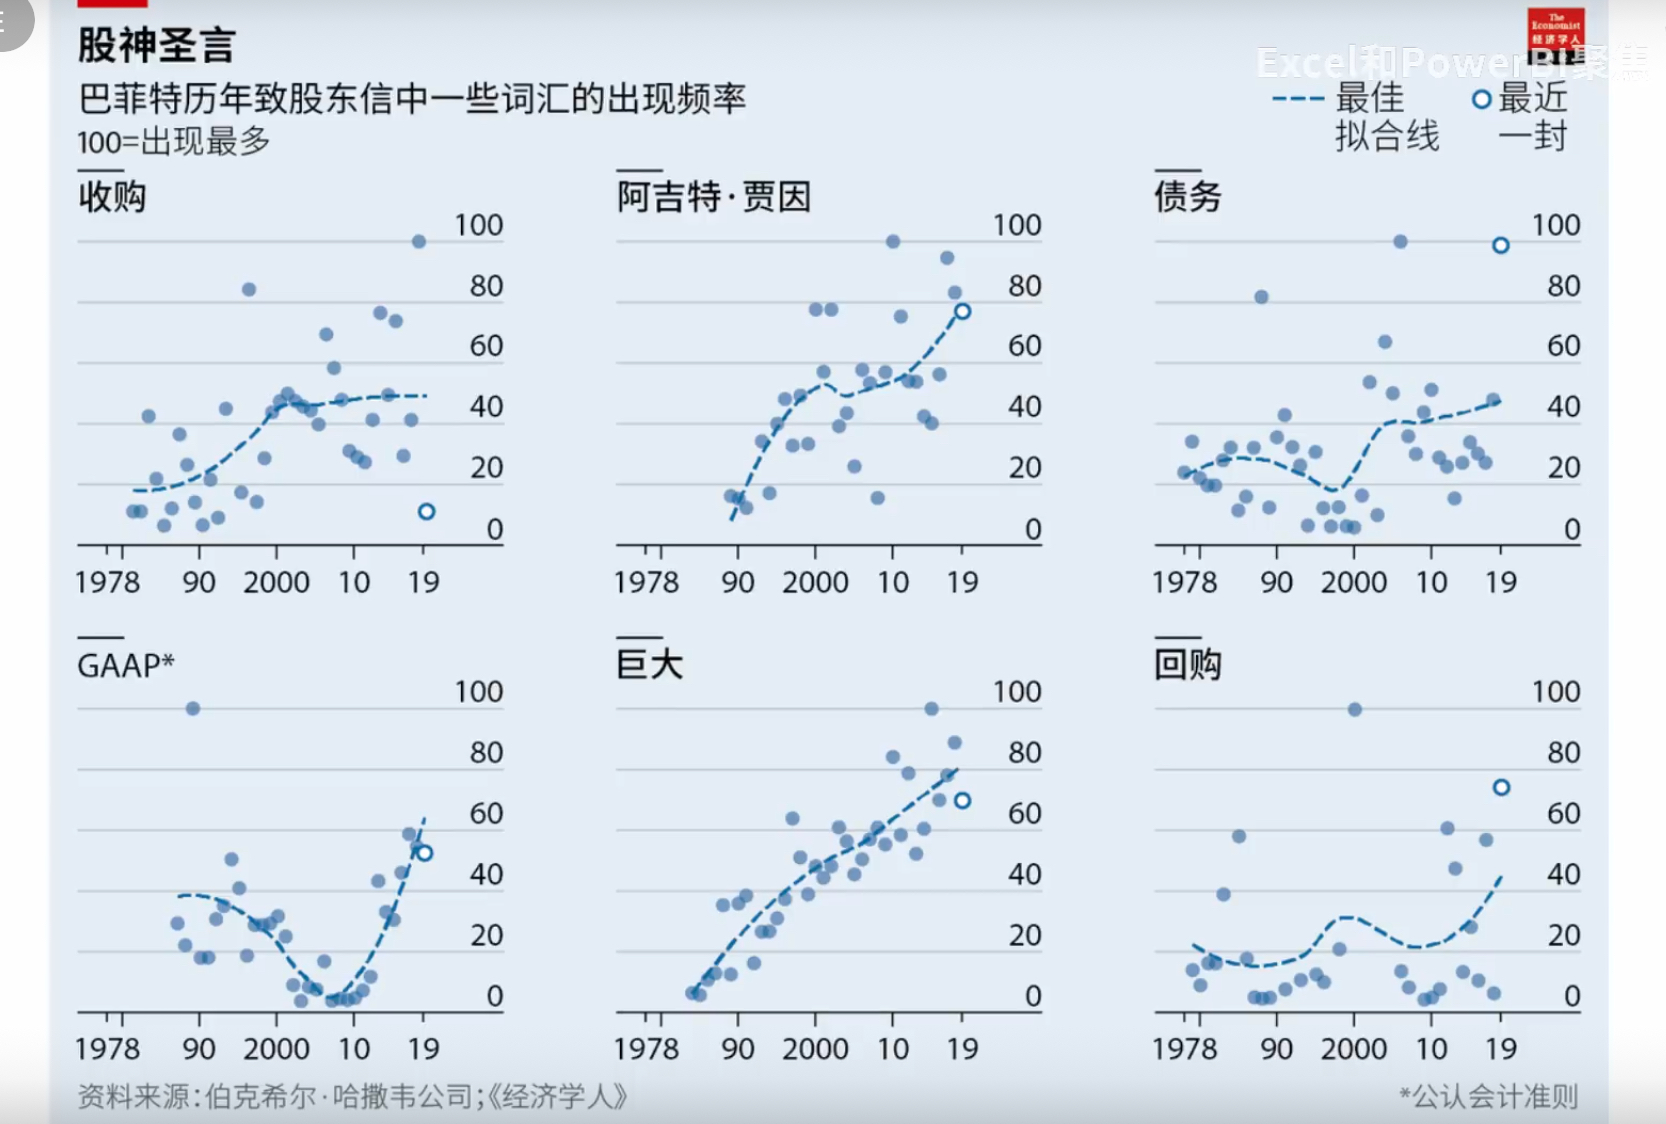 股神圣言
The
Economist
经济学人
Excel和PowerBI聚焦
巴菲特历年致股东信中一些词汇的出现频率
100=出现最多
最佳
拟合线
最近
一封
收购
100
80
60
40
20
0
1978 90 2000 10 19
阿吉特·贾因
100
80
60
40
20
0
1978 90 2000 10 19
债务
100
80
60
40
20
0
1978 90 2000 10 19
GAAP*
100
80
60
40
20
0
1978 90 2000 10 19
巨大
100
80
60
40
20
0
1978 90 2000 10 19
回购
100
80
60
40
20
0
1978 90 2000 10 19
资料来源：伯克希尔·哈撒韦公司；《经济学人》
*公认会计准则